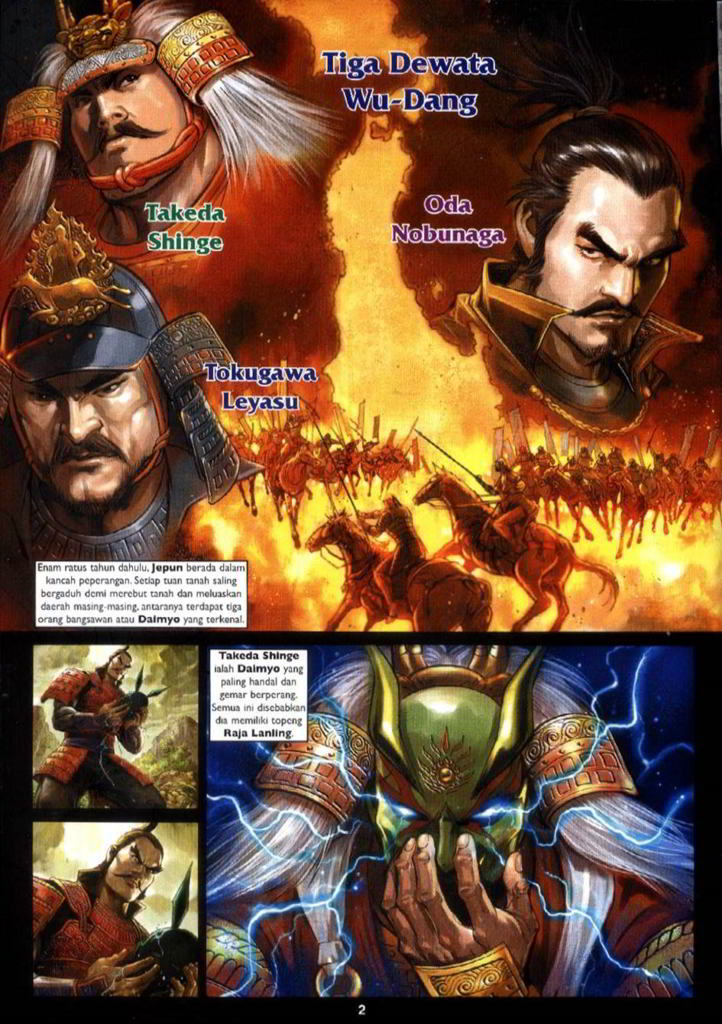 Tiga Dewata
Wu-Dang
Takeda
Shinge
Oda
Nobunaga
Tokugawa
Leyasu
Enam ratus tahun dahulu, Jepun berada dalam
kancah peperangan. Setiap tuan tanah saling
bergaduh demi merebut tanah dan meluaskan
daerah masing-masing, antaranya terdapat tiga
orang bangsawan atau Daimyo yang terkenal.
Takeda Shinge
ialah Daimyo yang
paling handal dan
gemar berperang.
Semua ini disebabkan
dia memiliki topeng
Raja Lanling.
2